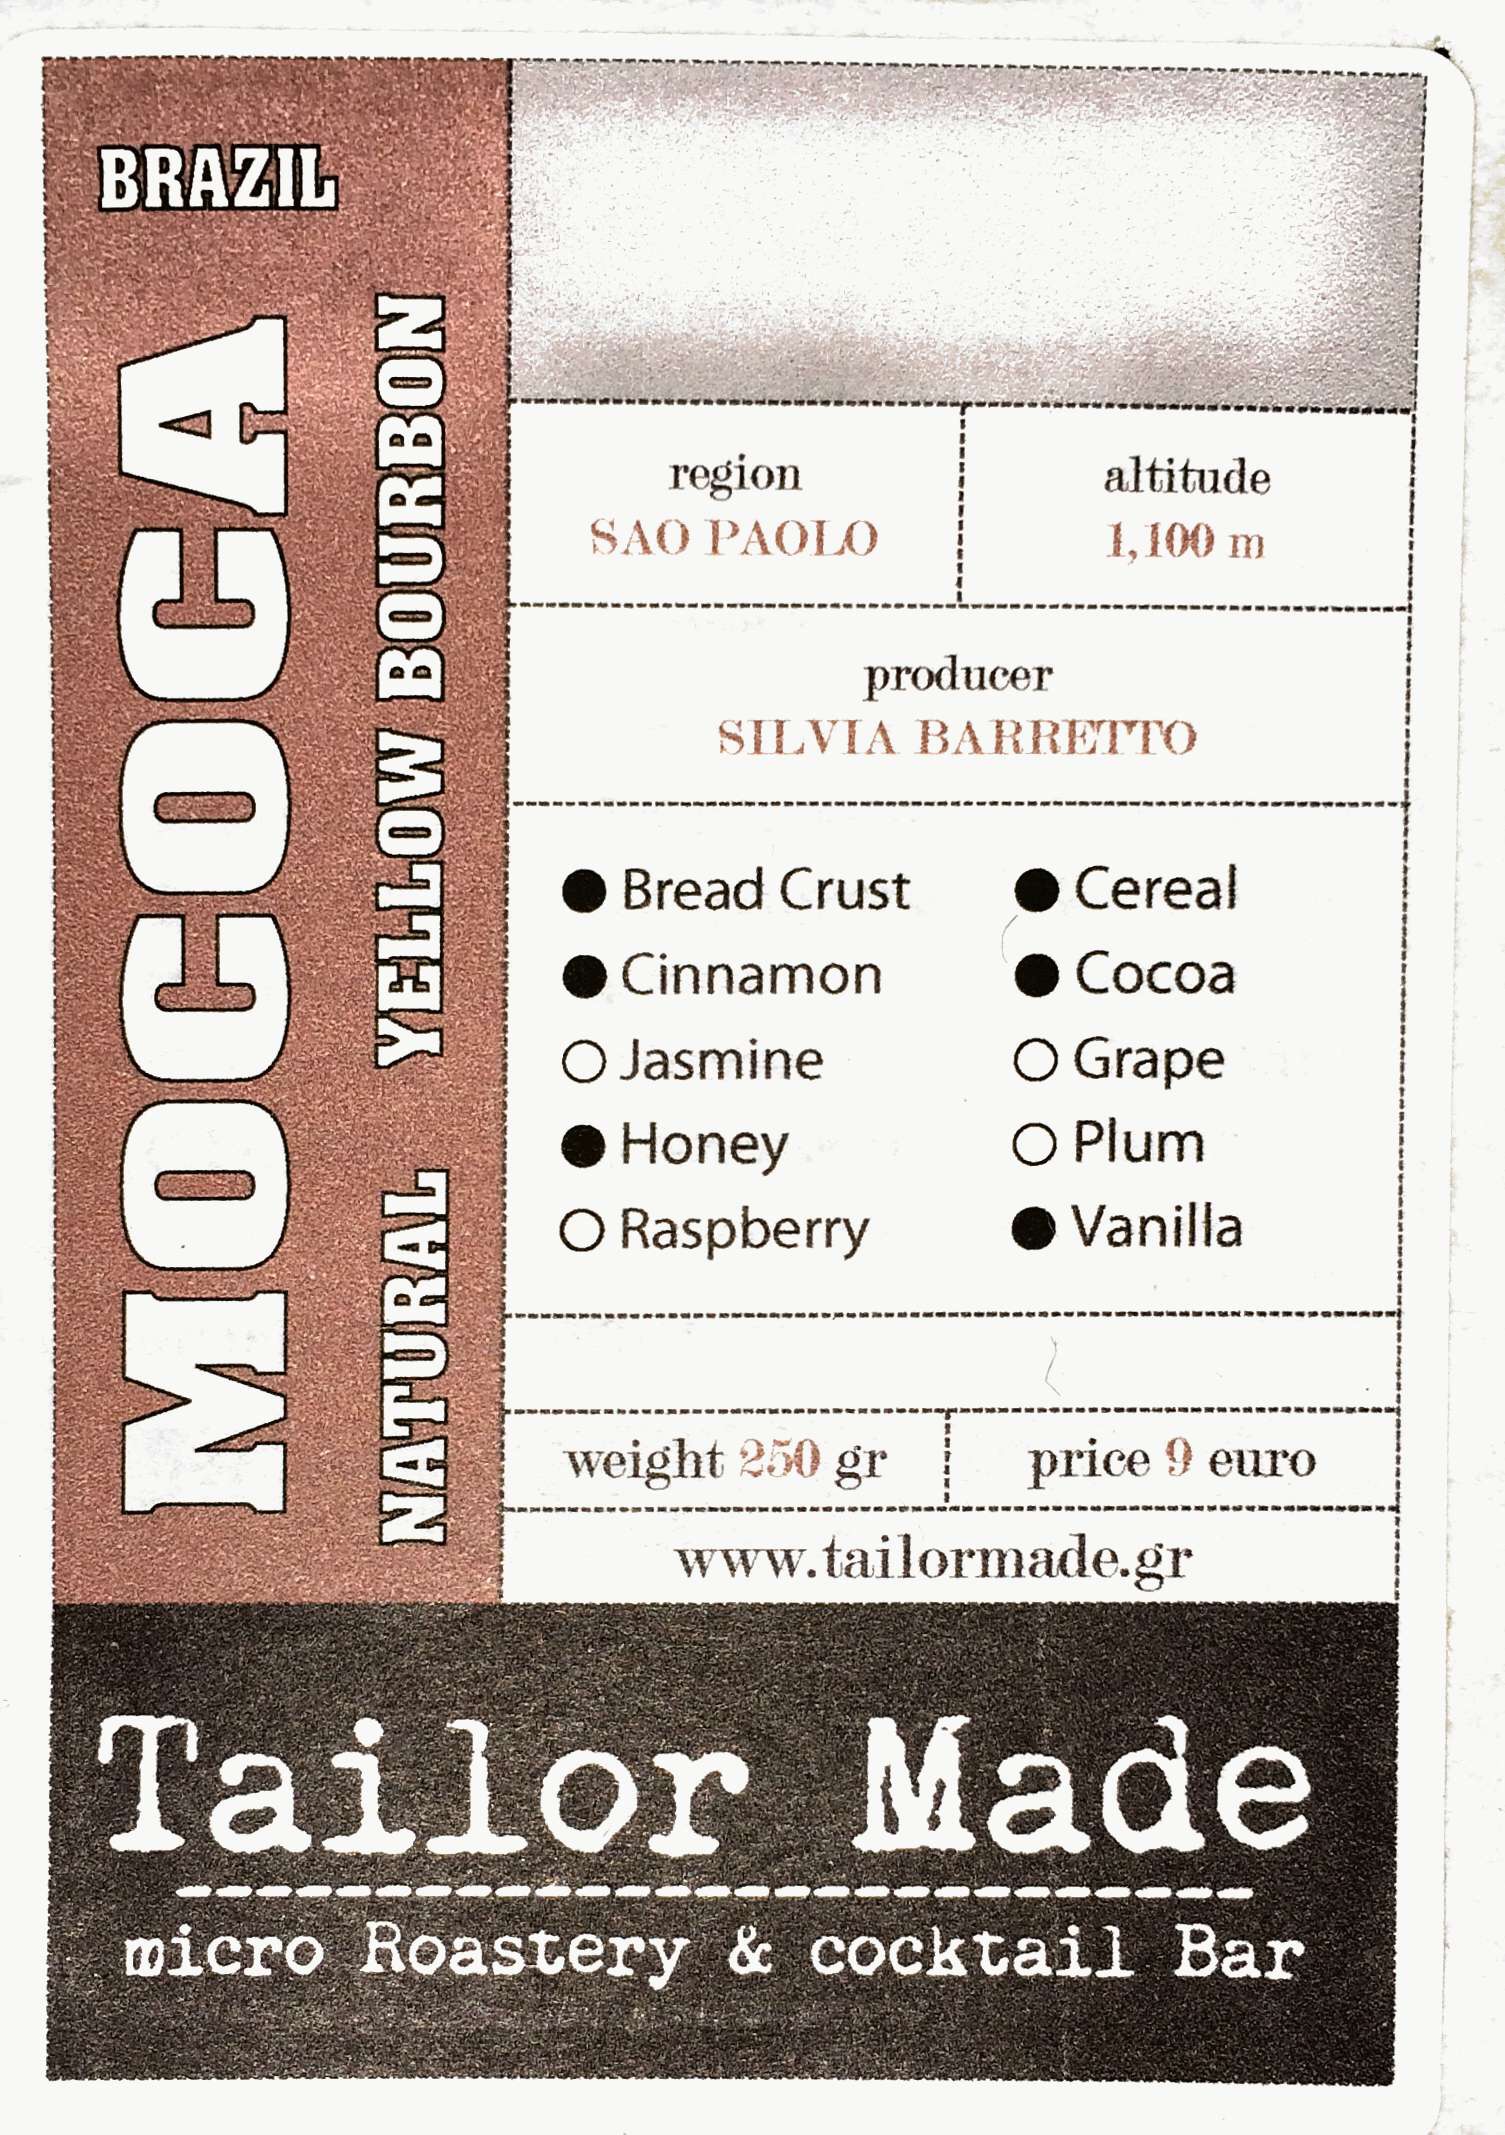 BRAZIL
MOCOCA
NATURAL YELLOW BOURBON
region
SAO PAOLO
altitude
1,100 m
producer
SILVIA BARRETTO
● Bread Crust
● Cinnamon
○ Jasmine
● Honey
○ Raspberry
● Cereal
● Cocoa
○ Grape
○ Plum
● Vanilla
weight 250 gr
price 9 euro
www.tailormade.gr
Tailor Made
micro Roastery & cocktail Bar